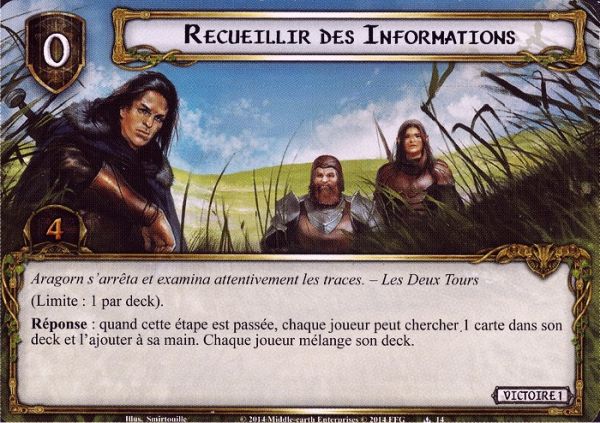 0
RECUEILLIR DES INFORMATIONS
4
Aragorn s'arrêta et examina attentivement les traces. – Les Deux Tours
(Limite : 1 par deck).
Réponse : quand cette étape est passée, chaque joueur peut chercher 1 carte dans son
deck et l'ajouter à sa main. Chaque joueur mélange son deck.
VICTOIRE 1
Illus. Smirtouille © 2014 Middle-earth Enterprises © 2014 FFG 14